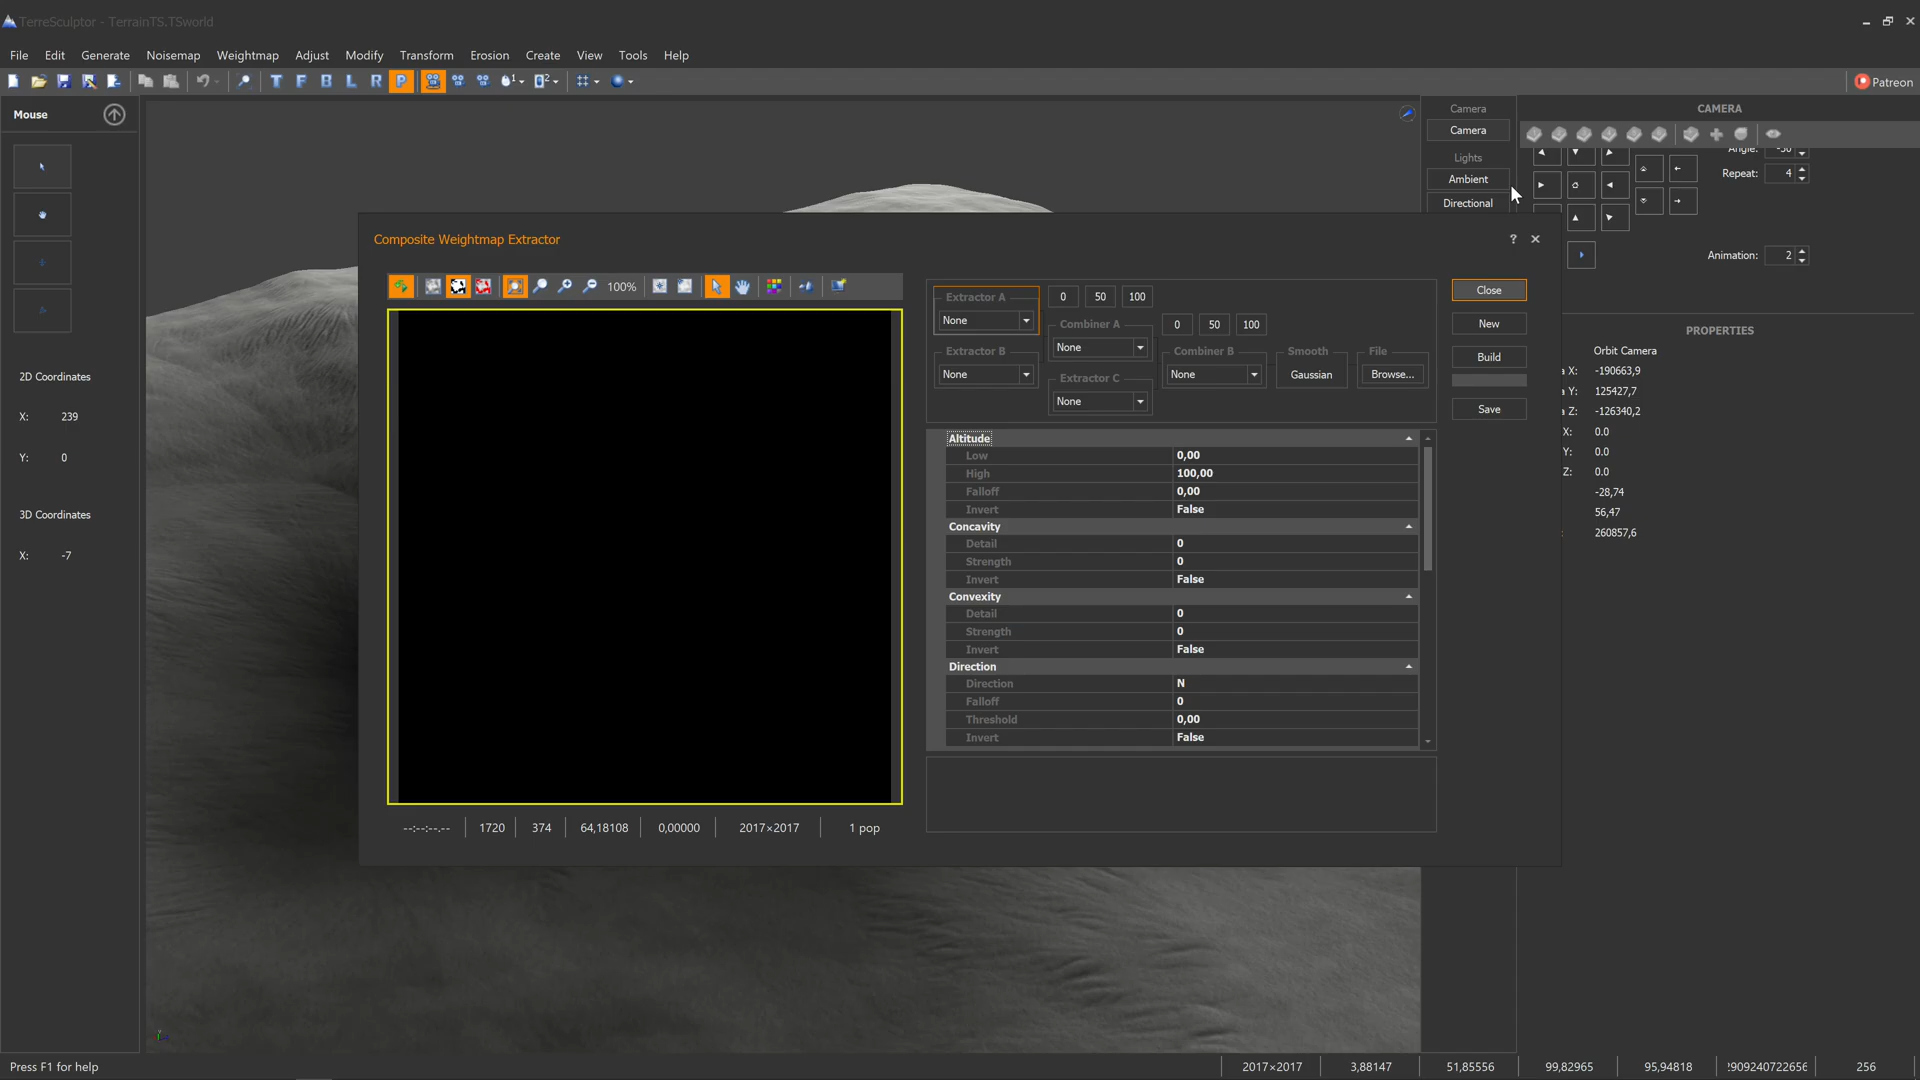 TerreSculptor - TerrainTS.TSworld
File Edit Generate Noisemap Weightmap Adjust Modify Transform Erosion Create View Tools Help
T F B L R P 1 2 Patreon
Mouse
2D Coordinates
X: 239
Y: 0
3D Coordinates
X: -7
Camera
Camera
Lights
Ambient
Directional
CAMERA
Angle: -30
Repeat: 4
Animation: 2
PROPERTIES
Orbit Camera
X: -190663,9
Y: 125427,7
Z: -126340,2
X: 0.0
Y: 0.0
Z: 0.0
-28,74
56,47
: 260857,6
Composite Weightmap Extractor ?
100%
Extractor A
None
0 50 100
Combiner A
None
0 50 100
Extractor B
None
Extractor C
None
Combiner B
None
Smooth
Gaussian
File
Browse...
Close
New
Build
Save
Altitude
Low 0,00
High 100,00
Falloff 0,00
Invert False
Concavity
Detail 0
Strength 0
Invert False
Convexity
Detail 0
Strength 0
Invert False
Direction
Direction N
Falloff 0
Threshold 0,00
Invert False
--:--:--.-- 1720 374 64,18108 0,00000 2017×2017 1 pop
Press F1 for help 2017×2017 3,88147 51,85556 99,82965 95,94818 !909240722656 256